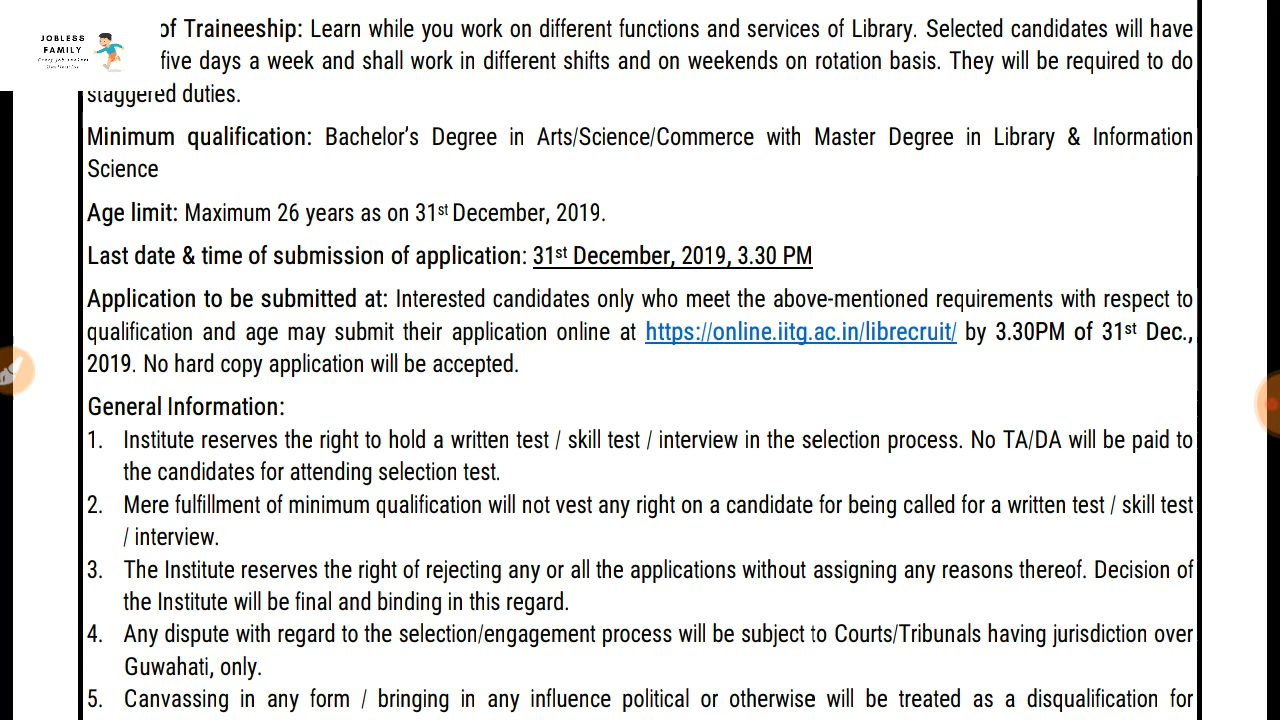 JOBLESS
FAMILY
of Traineeship: Learn while you work on different functions and services of Library. Selected candidates will have
five days a week and shall work in different shifts and on weekends on rotation basis. They will be required to do
staggered duties.
Minimum qualification: Bachelor's Degree in Arts/Science/Commerce with Master Degree in Library & Information
Science
Age limit: Maximum 26 years as on 31st December, 2019.
Last date & time of submission of application: 31st December, 2019, 3.30 PM
Application to be submitted at: Interested candidates only who meet the above-mentioned requirements with respect to
qualification and age may submit their application online at https://online.iitg.ac.in/librecruit/ by 3.30PM of 31st Dec.,
2019. No hard copy application will be accepted.
General Information:
1. Institute reserves the right to hold a written test / skill test / interview in the selection process. No TA/DA will be paid to
the candidates for attending selection test.
2. Mere fulfillment of minimum qualification will not vest any right on a candidate for being called for a written test / skill test
/ interview.
3. The Institute reserves the right of rejecting any or all the applications without assigning any reasons thereof. Decision of
the Institute will be final and binding in this regard.
4. Any dispute with regard to the selection/engagement process will be subject to Courts/Tribunals having jurisdiction over
Guwahati, only.
5. Canvassing in any form / bringing in any influence political or otherwise will be treated as a disqualification for